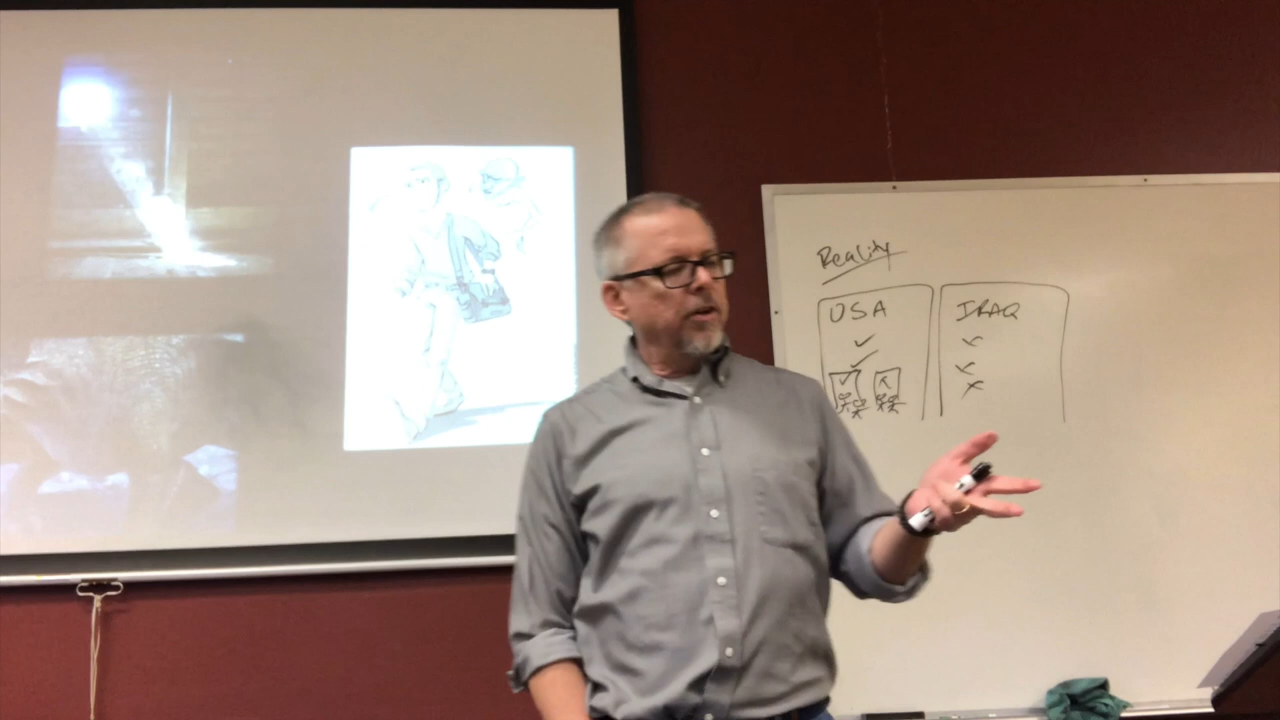 Reality
USA IRAQ
✓ ✓
✓ x
✓ x x